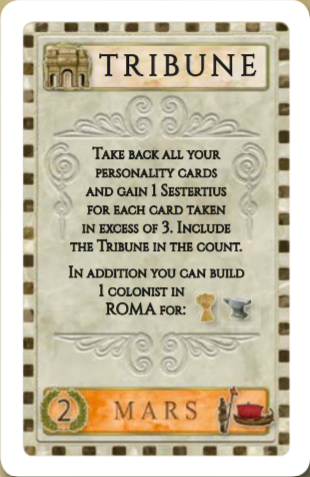 TRIBUNE
TAKE BACK ALL YOUR
PERSONALITY CARDS
AND GAIN 1 SESTERTIUS
FOR EACH CARD TAKEN
IN EXCESS OF 3. INCLUDE
THE TRIBUNE IN THE COUNT.
IN ADDITION YOU CAN BUILD
1 COLONIST IN
ROMA FOR:
2 MARS